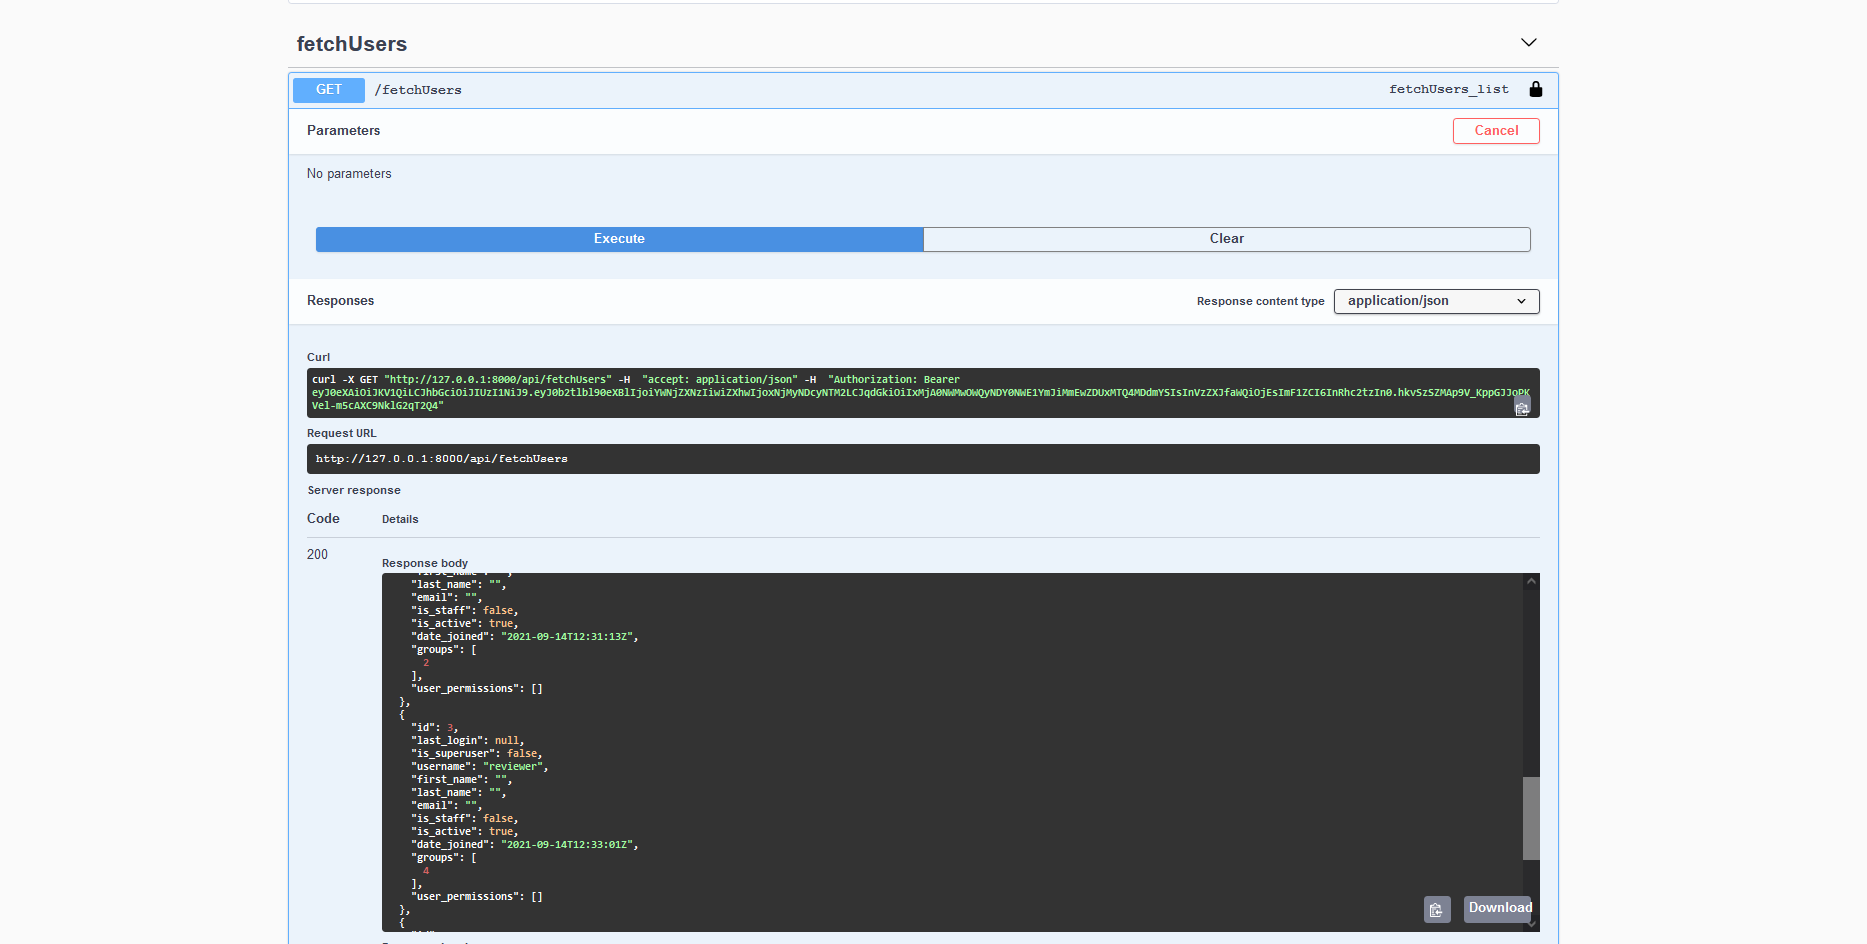 fetchUsers
GET /fetchUsers fetchUsers_list
Parameters Cancel
No parameters
Execute Clear
Responses Response content type application/json
Curl
curl -X GET "http://127.0.0.1:8000/api/fetchUsers" -H  "accept: application/json" -H  "Authorization: Bearer
eyJ0eXAiOiJKV1QiLCJhbGciOiJIUzI1NiJ9.eyJ0b2tlbl90eXBlIjoiYWNjZXNzIiwiZXhwIjoxNjMyNDcyNTM2LCJqdGkiOiIxMjA0NWMwOWQyNDY0NWE1YmJiMmEwZDUxMTQ4MDdmYSIsInVzZXJfaWQiOjEsImF1ZCI6InRhc2tzIn0.hkvSzSZMAp9V_KppGJJoPK
Vel-m5cAXC9NklG2qT2Q4"
Request URL
http://127.0.0.1:8000/api/fetchUsers
Server response
Code Details
200
Response body
"last_name": "",
"email": "",
"is_staff": false,
"is_active": true,
"date_joined": "2021-09-14T12:31:13Z",
"groups": [
2
],
"user_permissions": []
},
{
"id": 3,
"last_login": null,
"is_superuser": false,
"username": "reviewer",
"first_name": "",
"last_name": "",
"email": "",
"is_staff": false,
"is_active": true,
"date_joined": "2021-09-14T12:33:01Z",
"groups": [
4
],
"user_permissions": []
},
{
Download